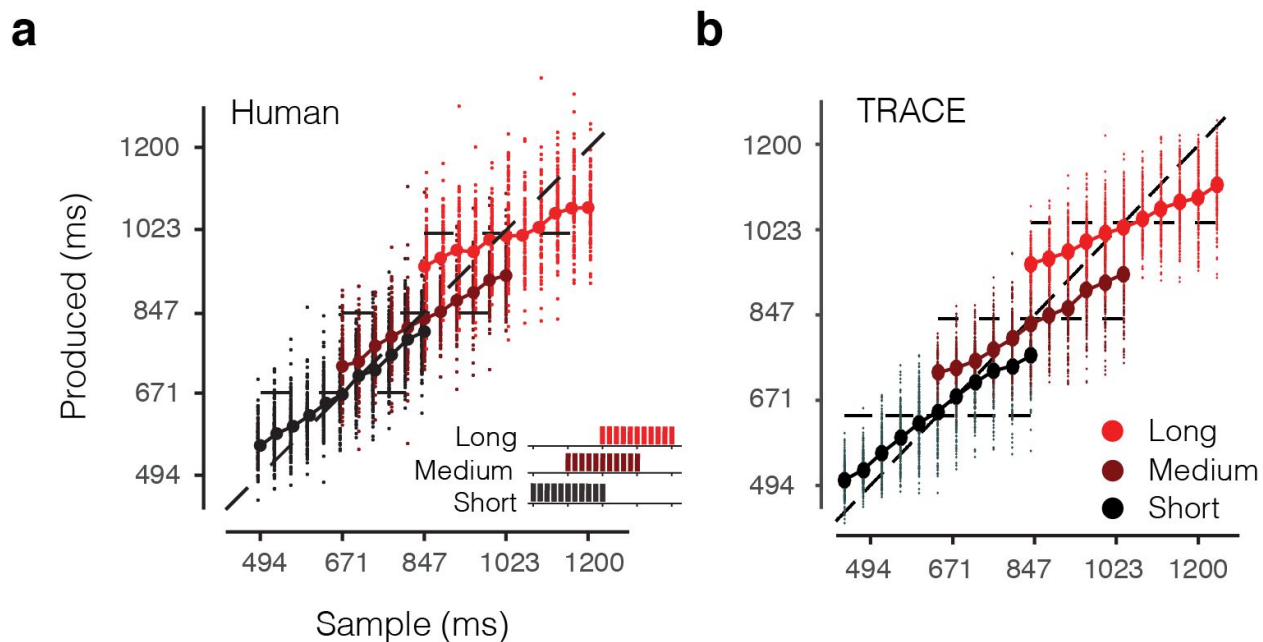 a
Human
1200
1023
847
671
494
Produced (ms)
Long
Medium
Short
494 671 847 1023 1200
Sample (ms)
b
TRACE
1200
1023
847
671
494
Long
Medium
Short
494 671 847 1023 1200